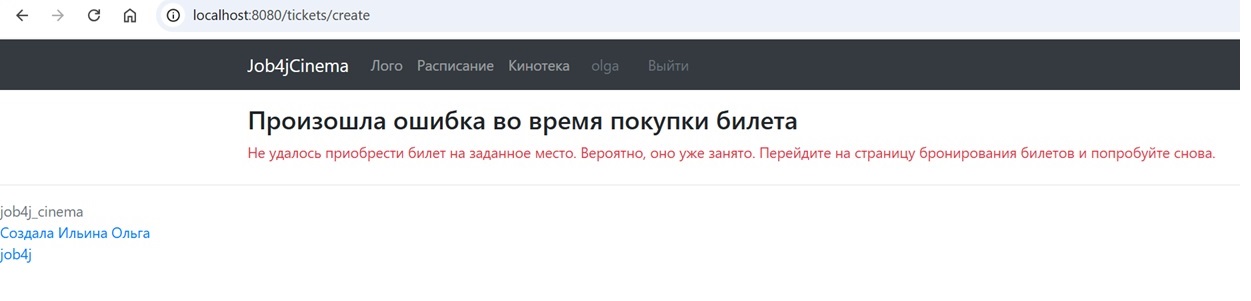 localhost:8080/tickets/create
Job4jCinema Лого Расписание Кинотека olga Выйти
Произошла ошибка во время покупки билета
Не удалось приобрести билет на заданное место. Вероятно, оно уже занято. Перейдите на страницу бронирования билетов и попробуйте снова.
job4j_cinema
Создала Ильина Ольга
job4j